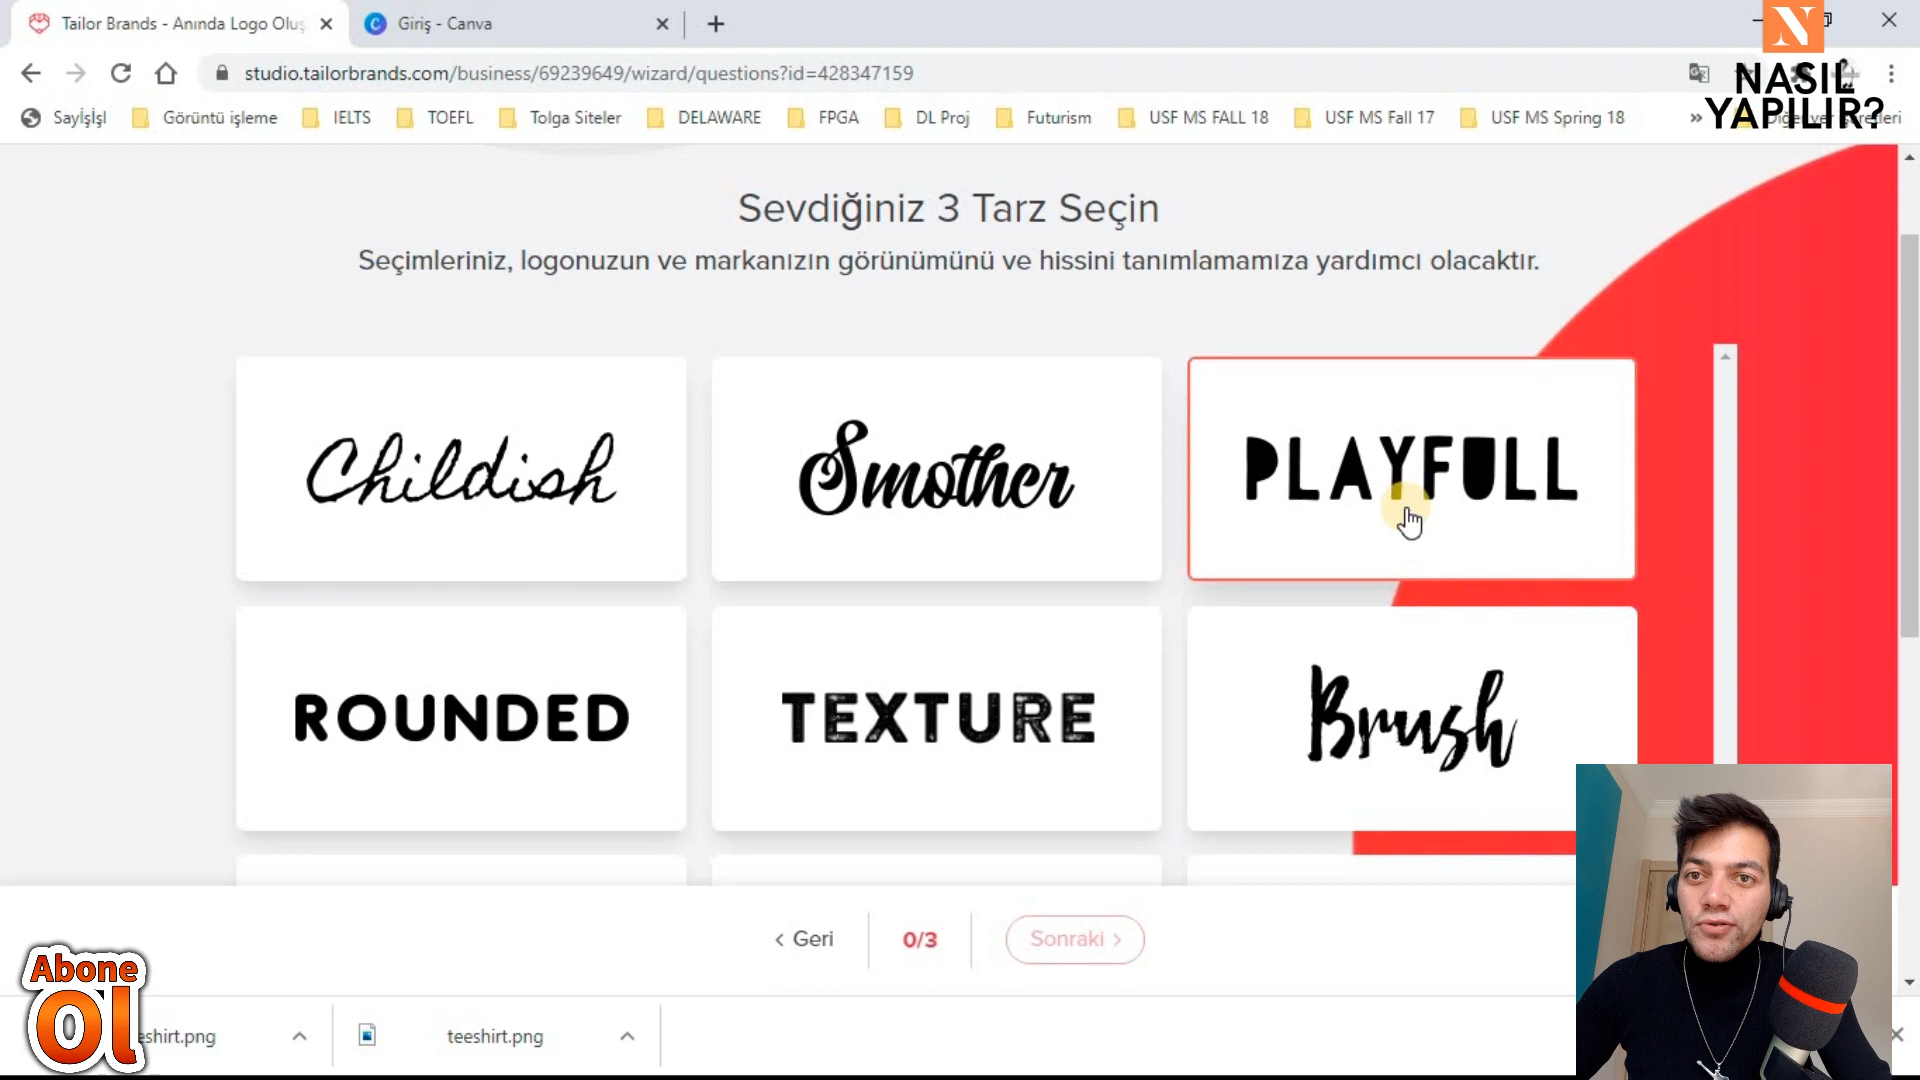 Tailor Brands - Anında Logo Oluş
Giriş - Canva
studio.tailorbrands.com/business/69239649/wizard/questions?id=428347159
N
NASIL
YAPILIR?
Sayİşlşl
Görüntü işleme
IELTS
TOEFL
Tolga Siteler
DELAWARE
FPGA
DL Proj
Futurism
USF MS FALL 18
USF MS Fall 17
USF MS Spring 18
»
Sevdiğiniz 3 Tarz Seçin
Seçimleriniz, logonuzun ve markanızın görünümünü ve hissini tanımlamamıza yardımcı olacaktır.
Childish
Smother
PLAYFULL
ROUNDED
TEXTURE
Brush
‹ Geri
0/3
Sonraki ›
Abone
Ol
eshirt.png
teeshirt.png